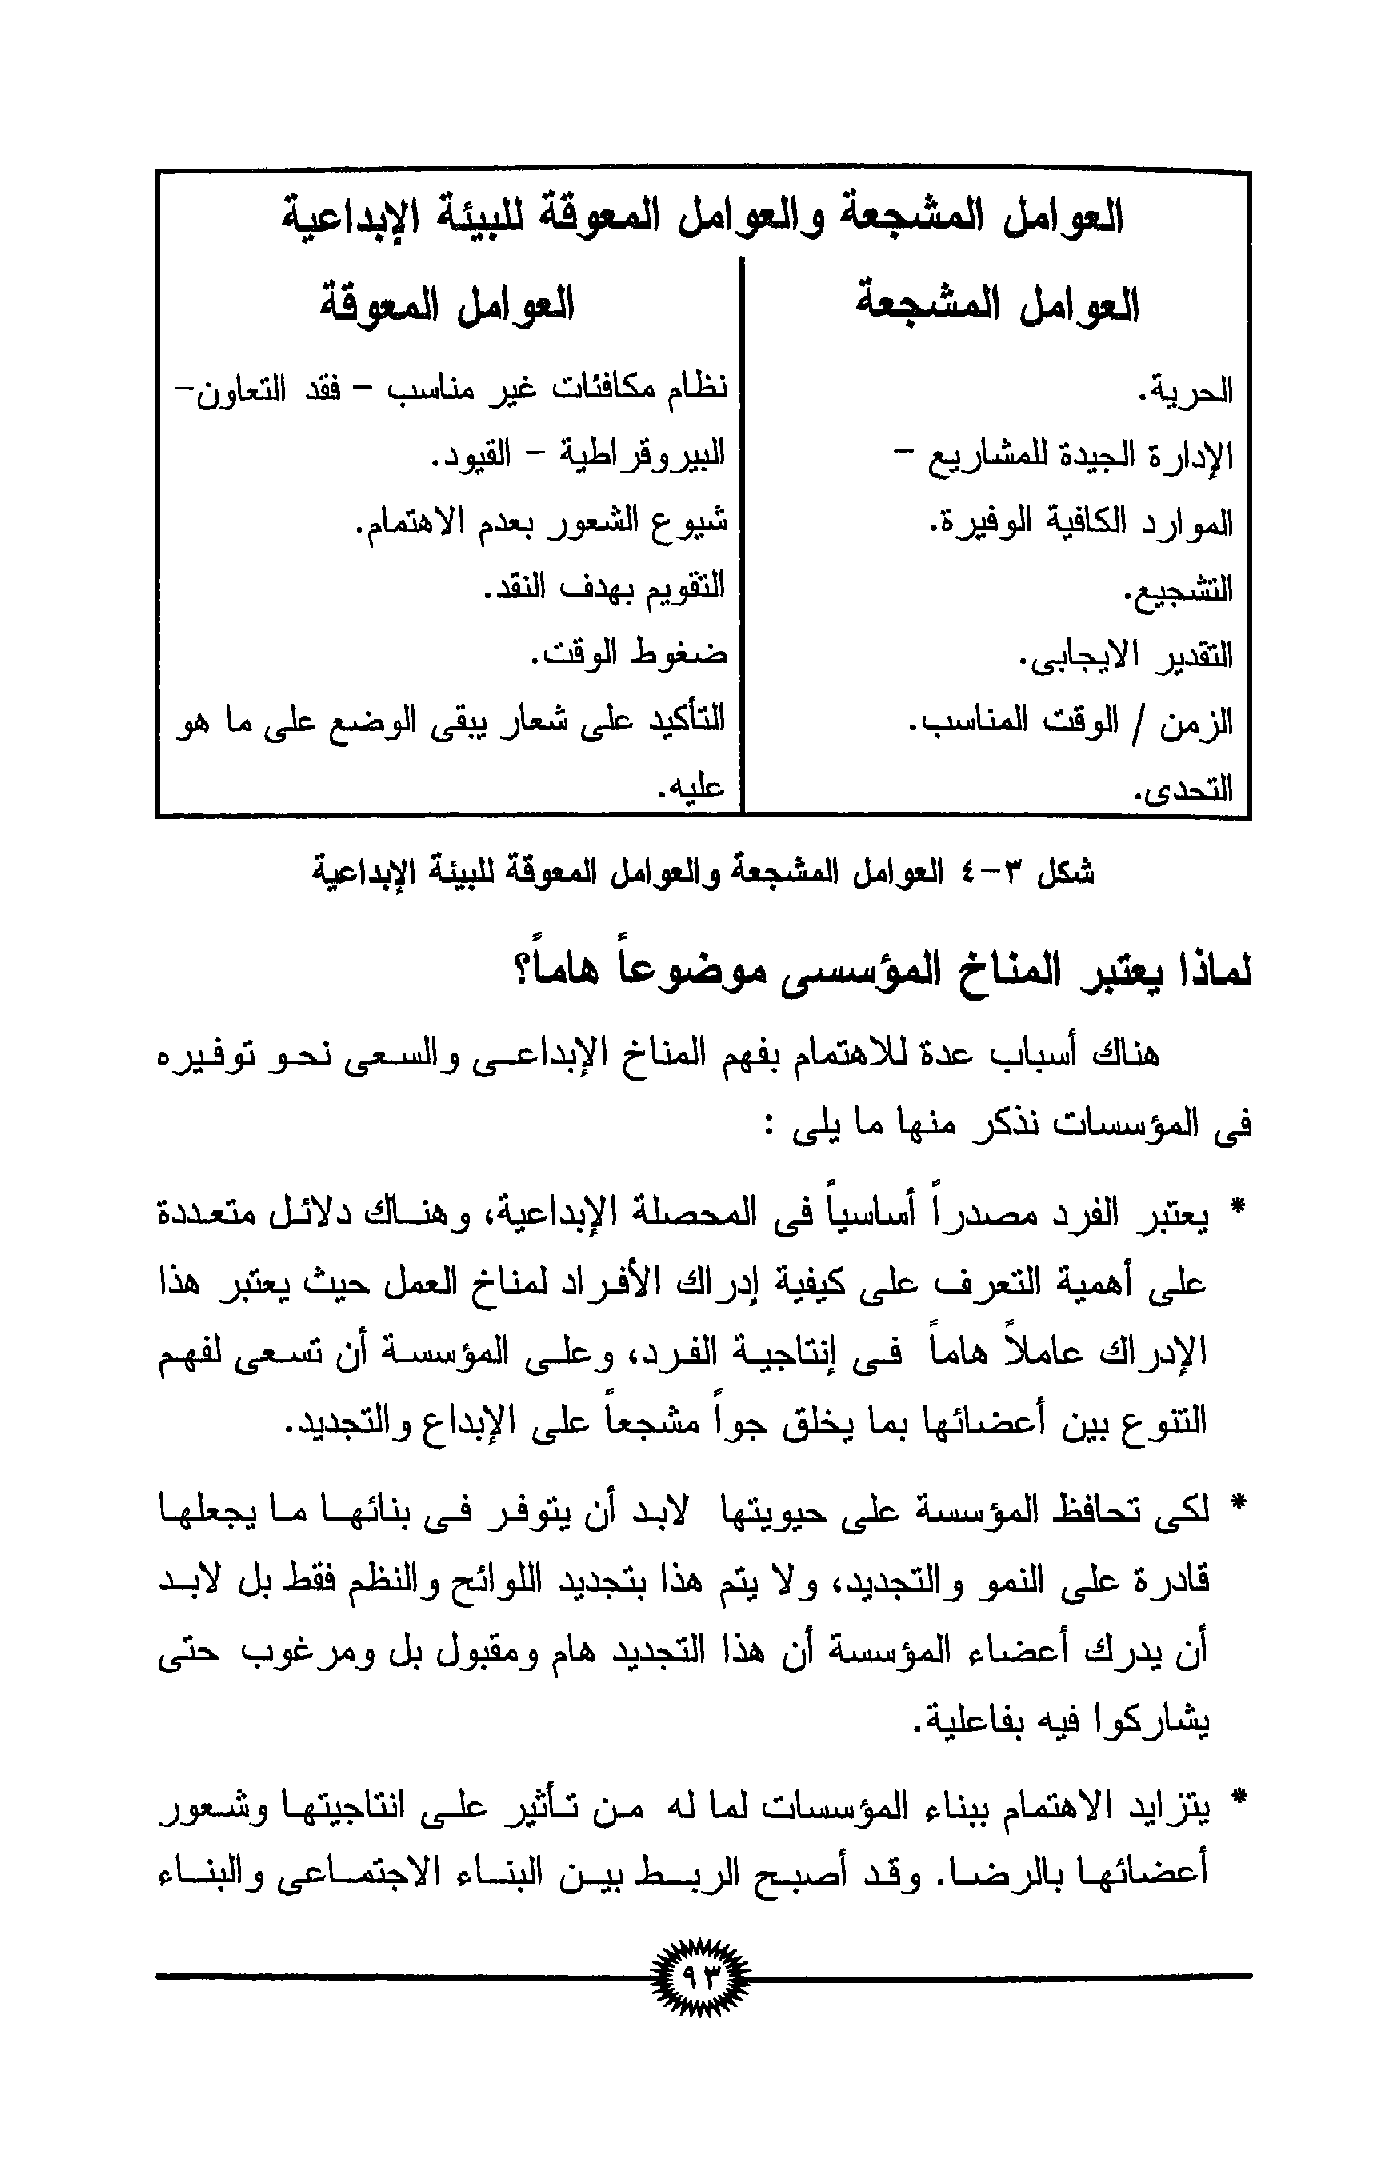 العوامل المشجعة والعوامل المعوقة للبيئة الإبداعية
العوامل المشجعة
الحرية.
الإدارة الجيدة للمشاريع -
الموارد الكافية الوفيرة.
التشجيع.
التقدير الايجابى.
الزمن / الوقت المناسب.
التحدى.
العوامل المعوقة
نظام مكافئات غير مناسب - فقد التعاون-
البيروقراطية - القيود.
شيوع الشعور بعدم الاهتمام.
التقويم بهدف النقد.
ضغوط الوقت.
التأكيد على شعار يبقى الوضع على ما هو
عليه.
شكل ٣-٤ العوامل المشجعة والعوامل المعوقة للبيئة الإبداعية
لماذا يعتبر المناخ المؤسسى موضوعاً هاماً؟
هناك أسباب عدة للاهتمام بفهم المناخ الإبداعى والسعى نحو توفيره
فى المؤسسات نذكر منها ما يلى :
* يعتبر الفرد مصدراً أساسياً فى المحصلة الإبداعية، وهناك دلائل متعددة
على أهمية التعرف على كيفية إدراك الأفراد لمناخ العمل حيث يعتبر هذا
الإدراك عاملاً هاماً فى إنتاجية الفرد، وعلى المؤسسة أن تسعى لفهم
التنوع بين أعضائها بما يخلق جواً مشجعاً على الإبداع والتجديد.
* لكى تحافظ المؤسسة على حيويتها لابد أن يتوفر فى بنائها ما يجعلها
قادرة على النمو والتجديد، ولا يتم هذا بتجديد اللوائح والنظم فقط بل لابد
أن يدرك أعضاء المؤسسة أن هذا التجديد هام ومقبول بل ومرغوب حتى
يشاركوا فيه بفاعلية.
* يتزايد الاهتمام ببناء المؤسسات لما له من تأثير على انتاجيتها وشعور
أعضائها بالرضا. وقد أصبح الربط بين البناء الاجتماعى والبناء
٩٣